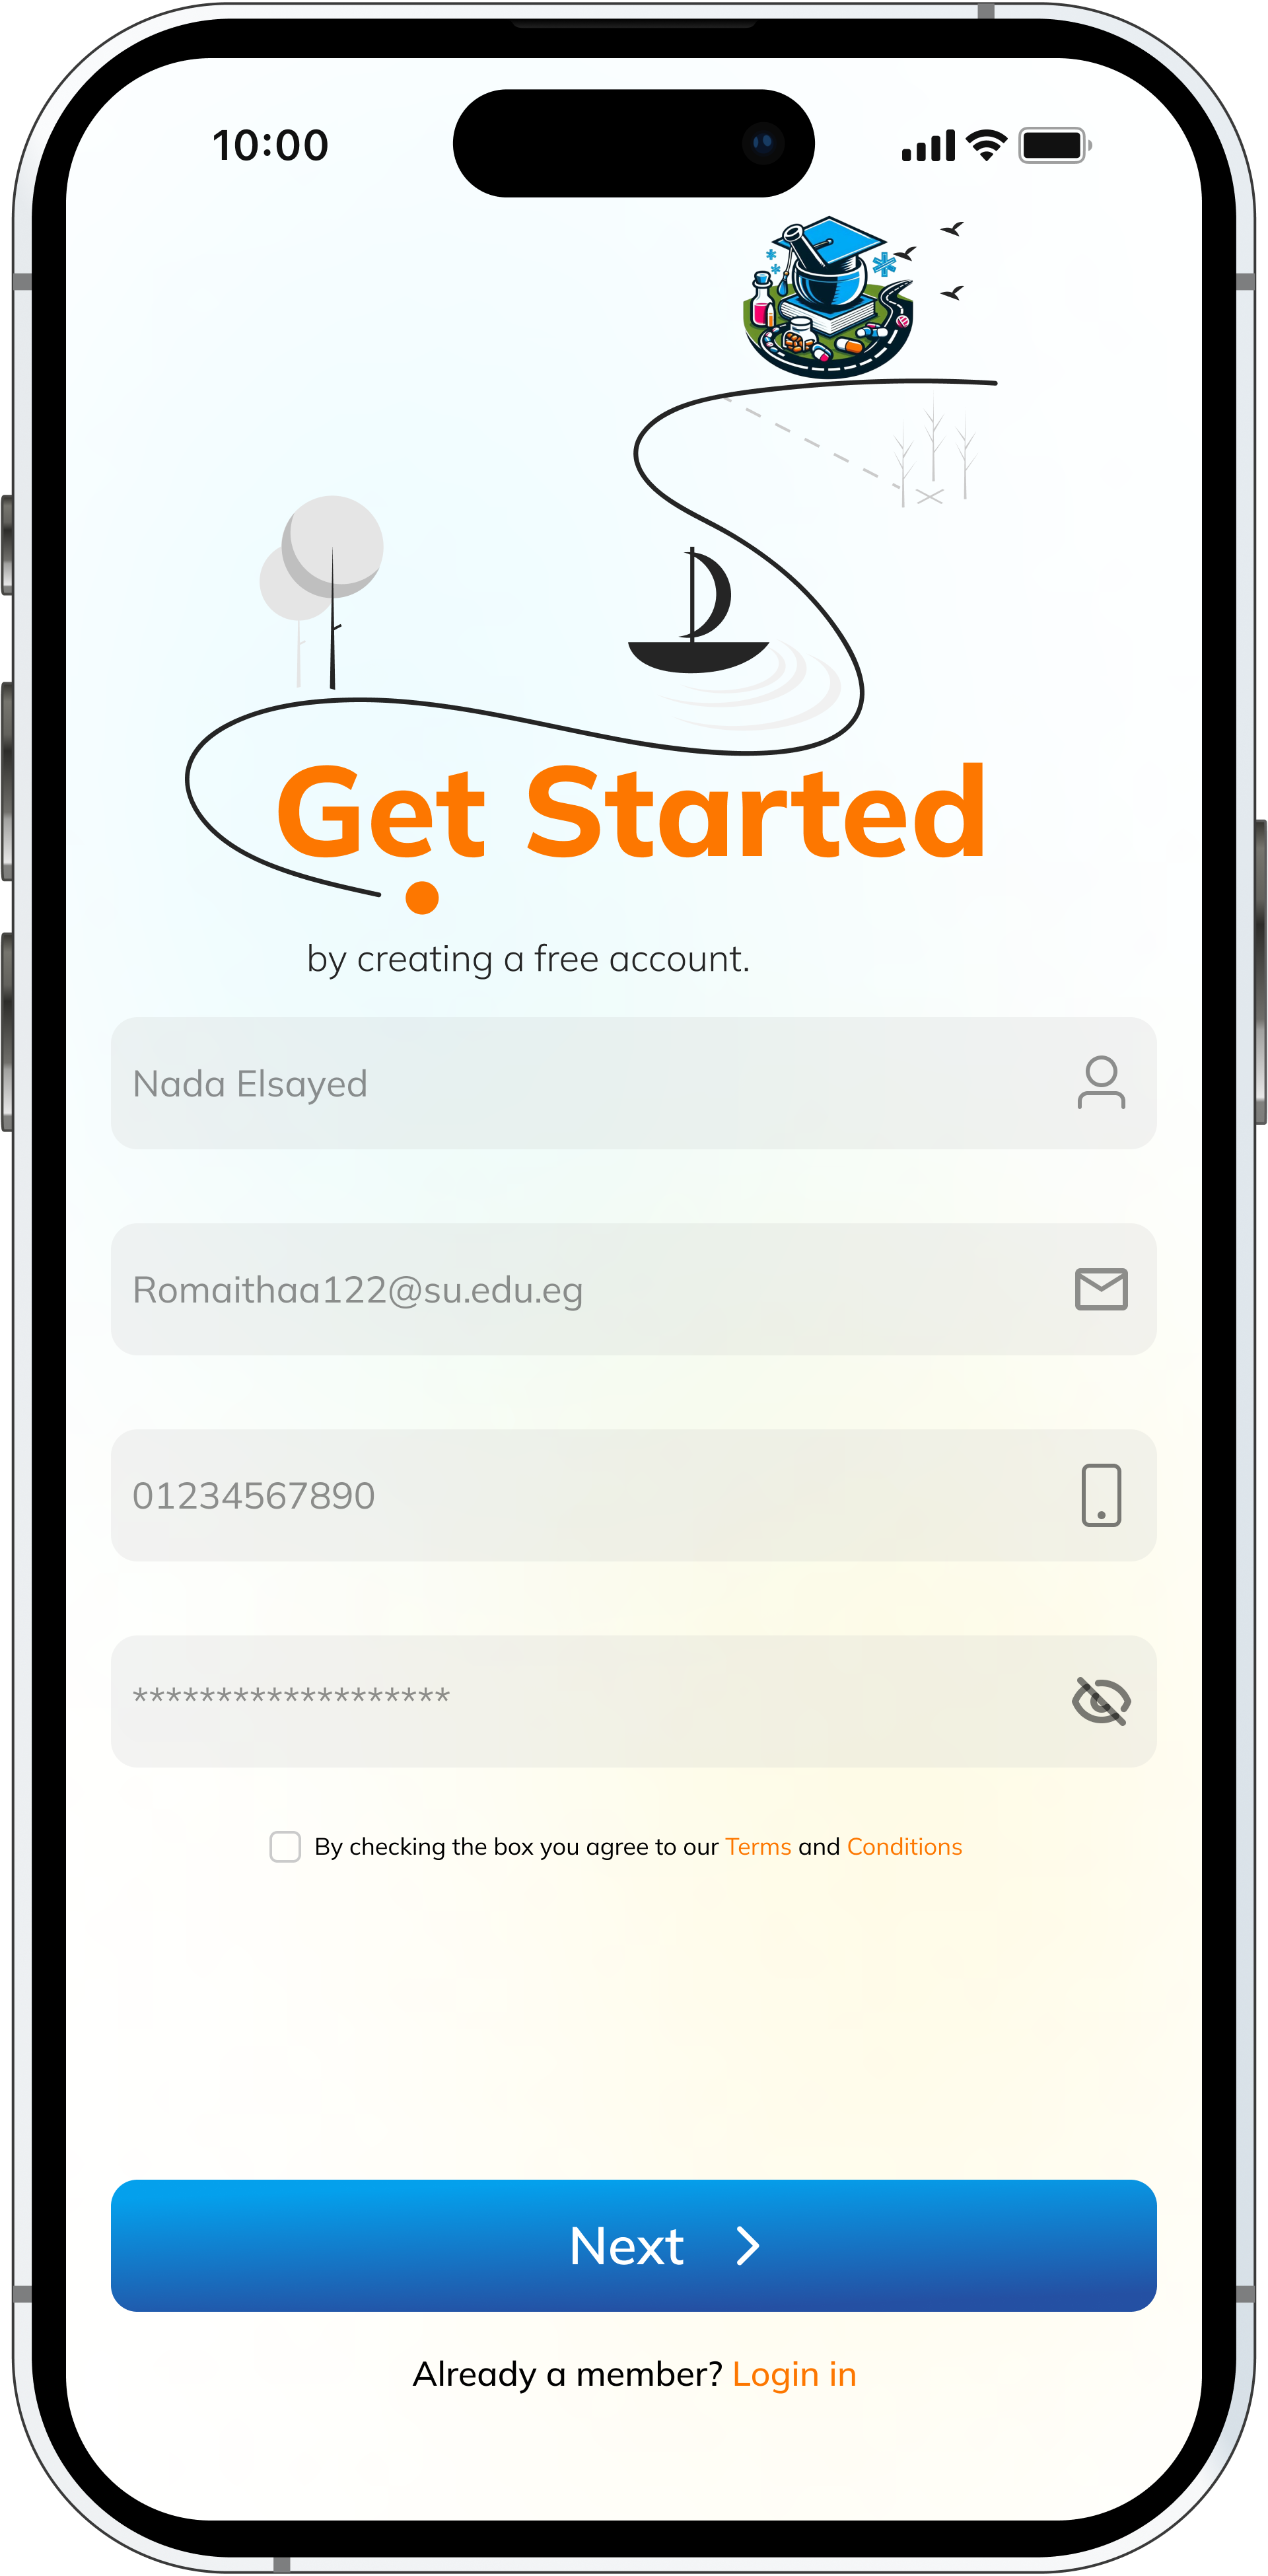 10:00
Get Started
by creating a free account.
Nada Elsayed
Romaithaa122@su.edu.eg
01234567890
*******************
By checking the box you agree to our Terms and Conditions
Next
Already a member? Login in